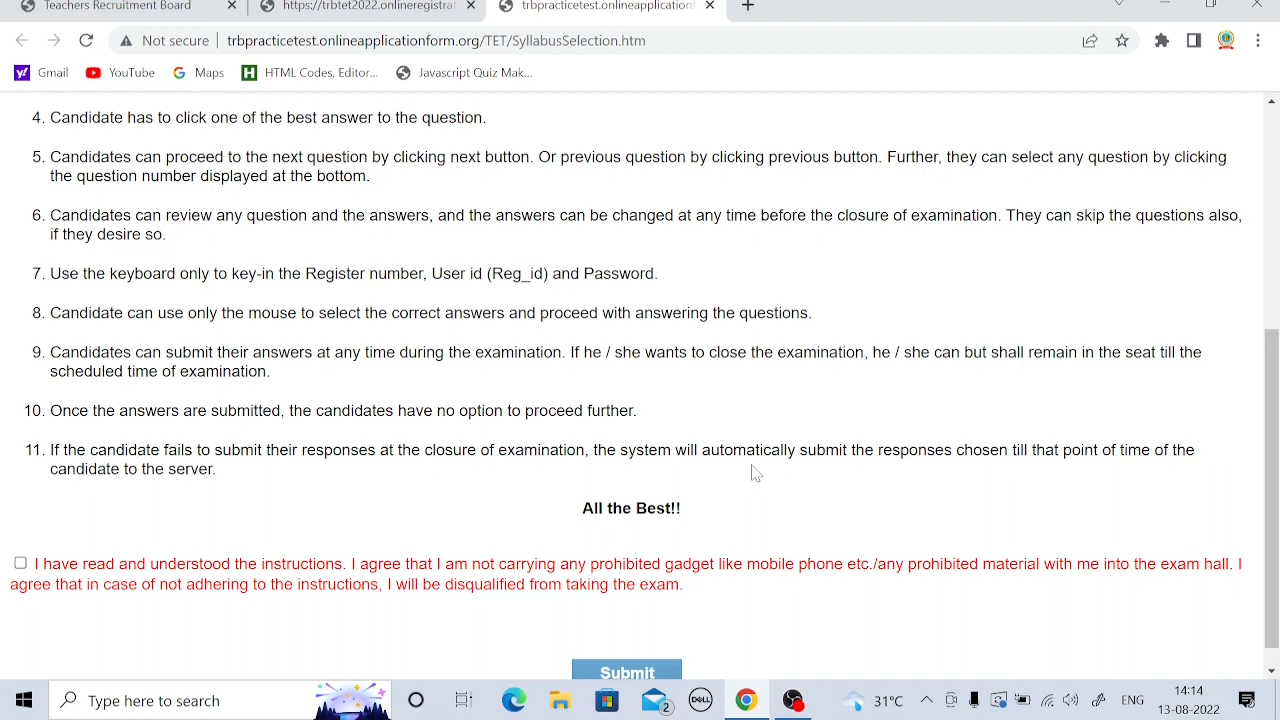 Teachers Recruitment Board
https://trbtet2022.onlineregistrat
trbpracticetest.onlineapplicationf
Not secure
trbpracticetest.onlineapplicationform.org/TET/SyllabusSelection.htm
Gmail
YouTube
Maps
HTML Codes, Editor...
Javascript Quiz Mak...
4. Candidate has to click one of the best answer to the question.
5. Candidates can proceed to the next question by clicking next button. Or previous question by clicking previous button. Further, they can select any question by clicking
the question number displayed at the bottom.
6. Candidates can review any question and the answers, and the answers can be changed at any time before the closure of examination. They can skip the questions also,
if they desire so.
7. Use the keyboard only to key-in the Register number, User id (Reg_id) and Password.
8. Candidate can use only the mouse to select the correct answers and proceed with answering the questions.
9. Candidates can submit their answers at any time during the examination. If he / she wants to close the examination, he / she can but shall remain in the seat till the
scheduled time of examination.
10. Once the answers are submitted, the candidates have no option to proceed further.
11. If the candidate fails to submit their responses at the closure of examination, the system will automatically submit the responses chosen till that point of time of the
candidate to the server.
All the Best!!
I have read and understood the instructions. I agree that I am not carrying any prohibited gadget like mobile phone etc./any prohibited material with me into the exam hall. I
agree that in case of not adhering to the instructions, I will be disqualified from taking the exam.
Submit
Type here to search
2
DELL
31°C
ENG
14:14
13-08-2022